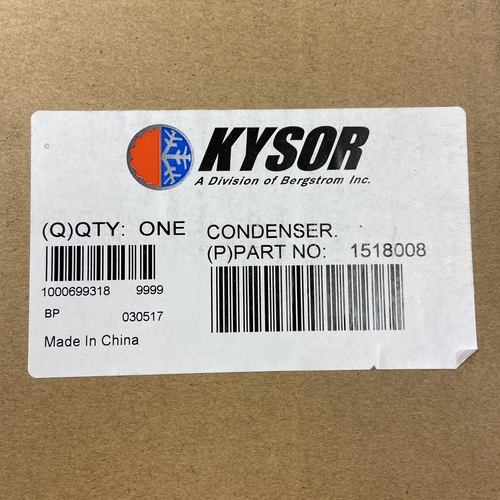 KYSOR
A Division of Bergstrom Inc.
(Q)QTY: ONE
CONDENSER.
(P)PART NO: 1518008
1000699318 9999
BP 030517
Made In China